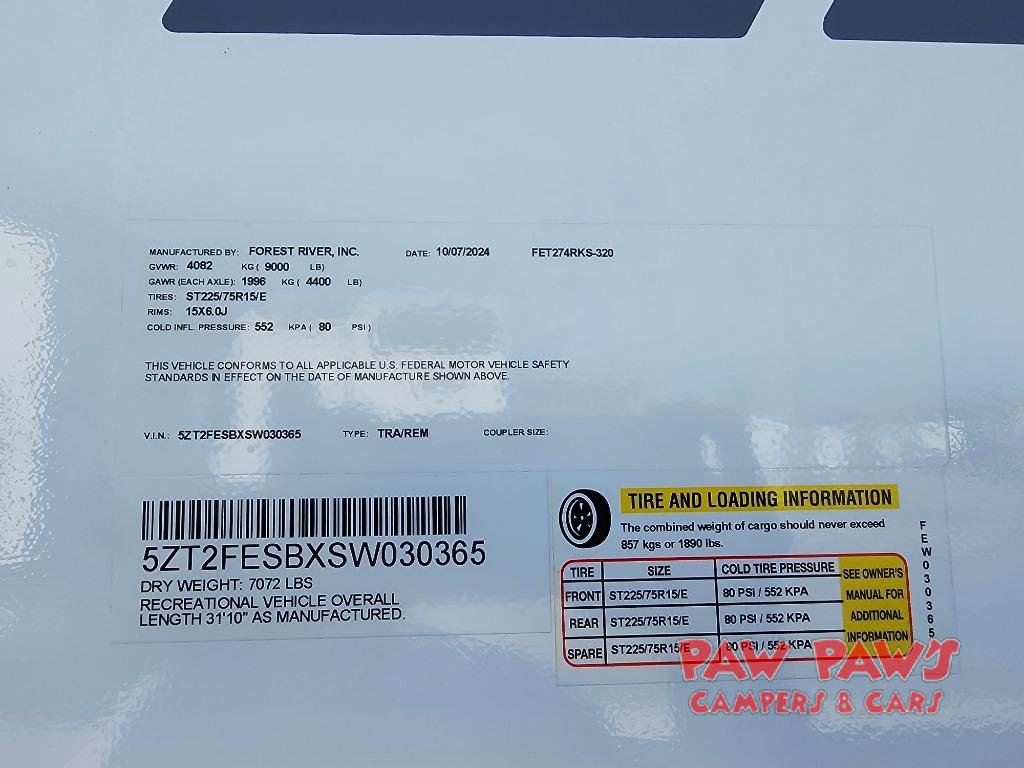 MANUFACTURED BY: FOREST RIVER, INC. DATE: 10/07/2024 FET274RKS-320
GVWR: 4082 KG ( 9000 LB)
GAWR (EACH AXLE): 1996 KG ( 4400 LB)
TIRES: ST225/75R15/E
RIMS: 15X6.0J
COLD INFL. PRESSURE: 552 KPA ( 80 PSI )
THIS VEHICLE CONFORMS TO ALL APPLICABLE U.S. FEDERAL MOTOR VEHICLE SAFETY
STANDARDS IN EFFECT ON THE DATE OF MANUFACTURE SHOWN ABOVE.
V.I.N.: 5ZT2FESBXSW030365 TYPE: TRA/REM COUPLER SIZE:
5ZT2FESBXSW030365
DRY WEIGHT: 7072 LBS
RECREATIONAL VEHICLE OVERALL
LENGTH 31'10" AS MANUFACTURED.
TIRE AND LOADING INFORMATION
The combined weight of cargo should never exceed
857 kgs or 1890 lbs.
TIRE SIZE COLD TIRE PRESSURE
FRONT ST225/75R15/E 80 PSI / 552 KPA
REAR ST225/75R15/E 80 PSI / 552 KPA
SPARE ST225/75R15/E 80 PSI / 552 KPA
SEE OWNER'S
MANUAL FOR
ADDITIONAL
INFORMATION
FEW030365
PAW PAW'S
CAMPERS & CARS